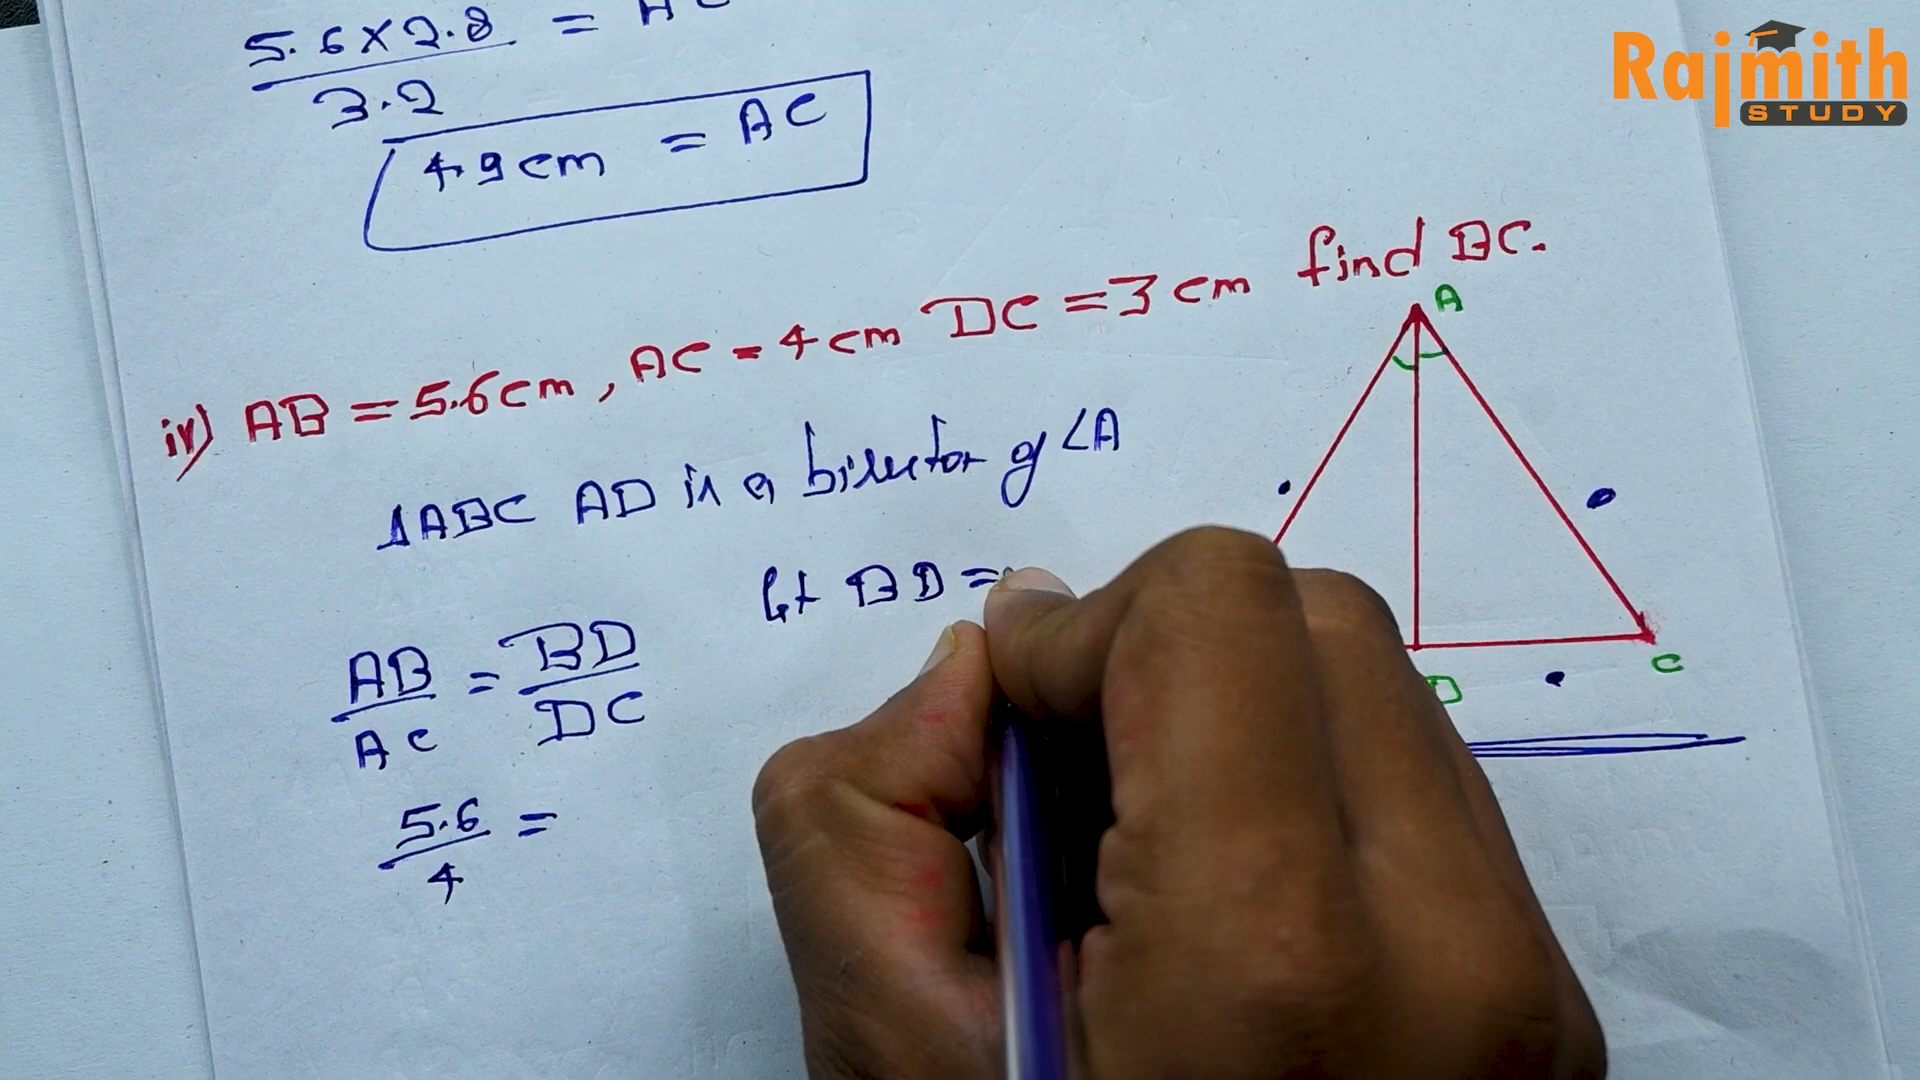 5.6×2.8 = AC
3.2
4.9cm = AC
iv) AB = 5.6cm, AC = 4cm DC = 3cm find BC.
ΔABC AD is a bisector of ∠A
let BD =
AB = BD
AC DC
5.6 =
4
A
D
C
Rajmith
STUDY